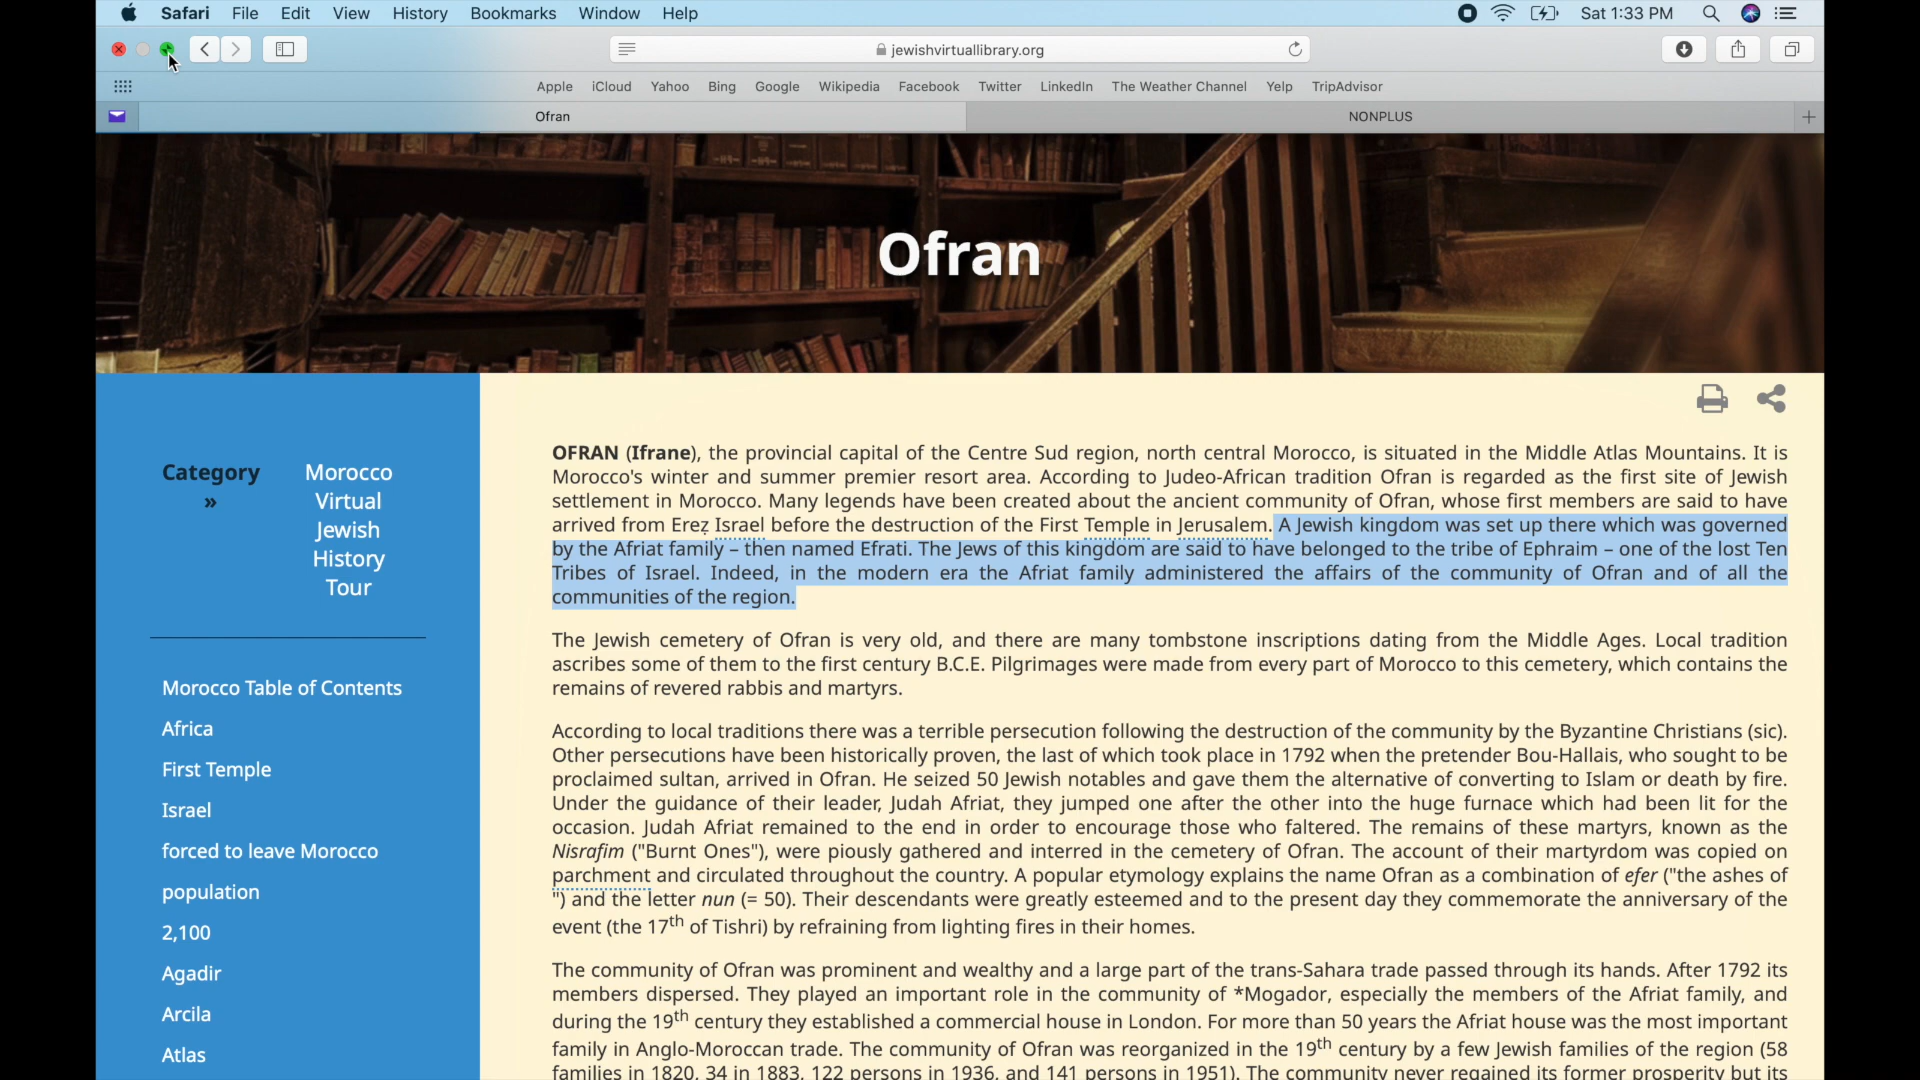 Safari File Edit View History Bookmarks Window Help Sat 1:33 PM
jewishvirtuallibrary.org
Apple iCloud Yahoo Bing Google Wikipedia Facebook Twitter LinkedIn The Weather Channel Yelp TripAdvisor
Ofran NONPLUS
Ofran
Category
»
Morocco
Virtual
Jewish
History
Tour
Morocco Table of Contents
Africa
First Temple
Israel
forced to leave Morocco
population
2,100
Agadir
Arcila
Atlas
OFRAN (Ifrane), the provincial capital of the Centre Sud region, north central Morocco, is situated in the Middle Atlas Mountains. It is
Morocco's winter and summer premier resort area. According to Judeo-African tradition Ofran is regarded as the first site of Jewish
settlement in Morocco. Many legends have been created about the ancient community of Ofran, whose first members are said to have
arrived from Ereẓ Israel before the destruction of the First Temple in Jerusalem. A Jewish kingdom was set up there which was governed
by the Afriat family – then named Efrati. The Jews of this kingdom are said to have belonged to the tribe of Ephraim – one of the lost Ten
Tribes of Israel. Indeed, in the modern era the Afriat family administered the affairs of the community of Ofran and of all the
communities of the region.
The Jewish cemetery of Ofran is very old, and there are many tombstone inscriptions dating from the Middle Ages. Local tradition
ascribes some of them to the first century B.C.E. Pilgrimages were made from every part of Morocco to this cemetery, which contains the
remains of revered rabbis and martyrs.
According to local traditions there was a terrible persecution following the destruction of the community by the Byzantine Christians (sic).
Other persecutions have been historically proven, the last of which took place in 1792 when the pretender Bou-Hallais, who sought to be
proclaimed sultan, arrived in Ofran. He seized 50 Jewish notables and gave them the alternative of converting to Islam or death by fire.
Under the guidance of their leader, Judah Afriat, they jumped one after the other into the huge furnace which had been lit for the
occasion. Judah Afriat remained to the end in order to encourage those who faltered. The remains of these martyrs, known as the
Nisrafim ("Burnt Ones"), were piously gathered and interred in the cemetery of Ofran. The account of their martyrdom was copied on
parchment and circulated throughout the country. A popular etymology explains the name Ofran as a combination of efer ("the ashes of
") and the letter nun (= 50). Their descendants were greatly esteemed and to the present day they commemorate the anniversary of the
event (the 17th of Tishri) by refraining from lighting fires in their homes.
The community of Ofran was prominent and wealthy and a large part of the trans-Sahara trade passed through its hands. After 1792 its
members dispersed. They played an important role in the community of *Mogador, especially the members of the Afriat family, and
during the 19th century they established a commercial house in London. For more than 50 years the Afriat house was the most important
family in Anglo-Moroccan trade. The community of Ofran was reorganized in the 19th century by a few Jewish families of the region (58
families in 1820, 34 in 1883, 122 persons in 1936, and 141 persons in 1951). The community never regained its former prosperity but its